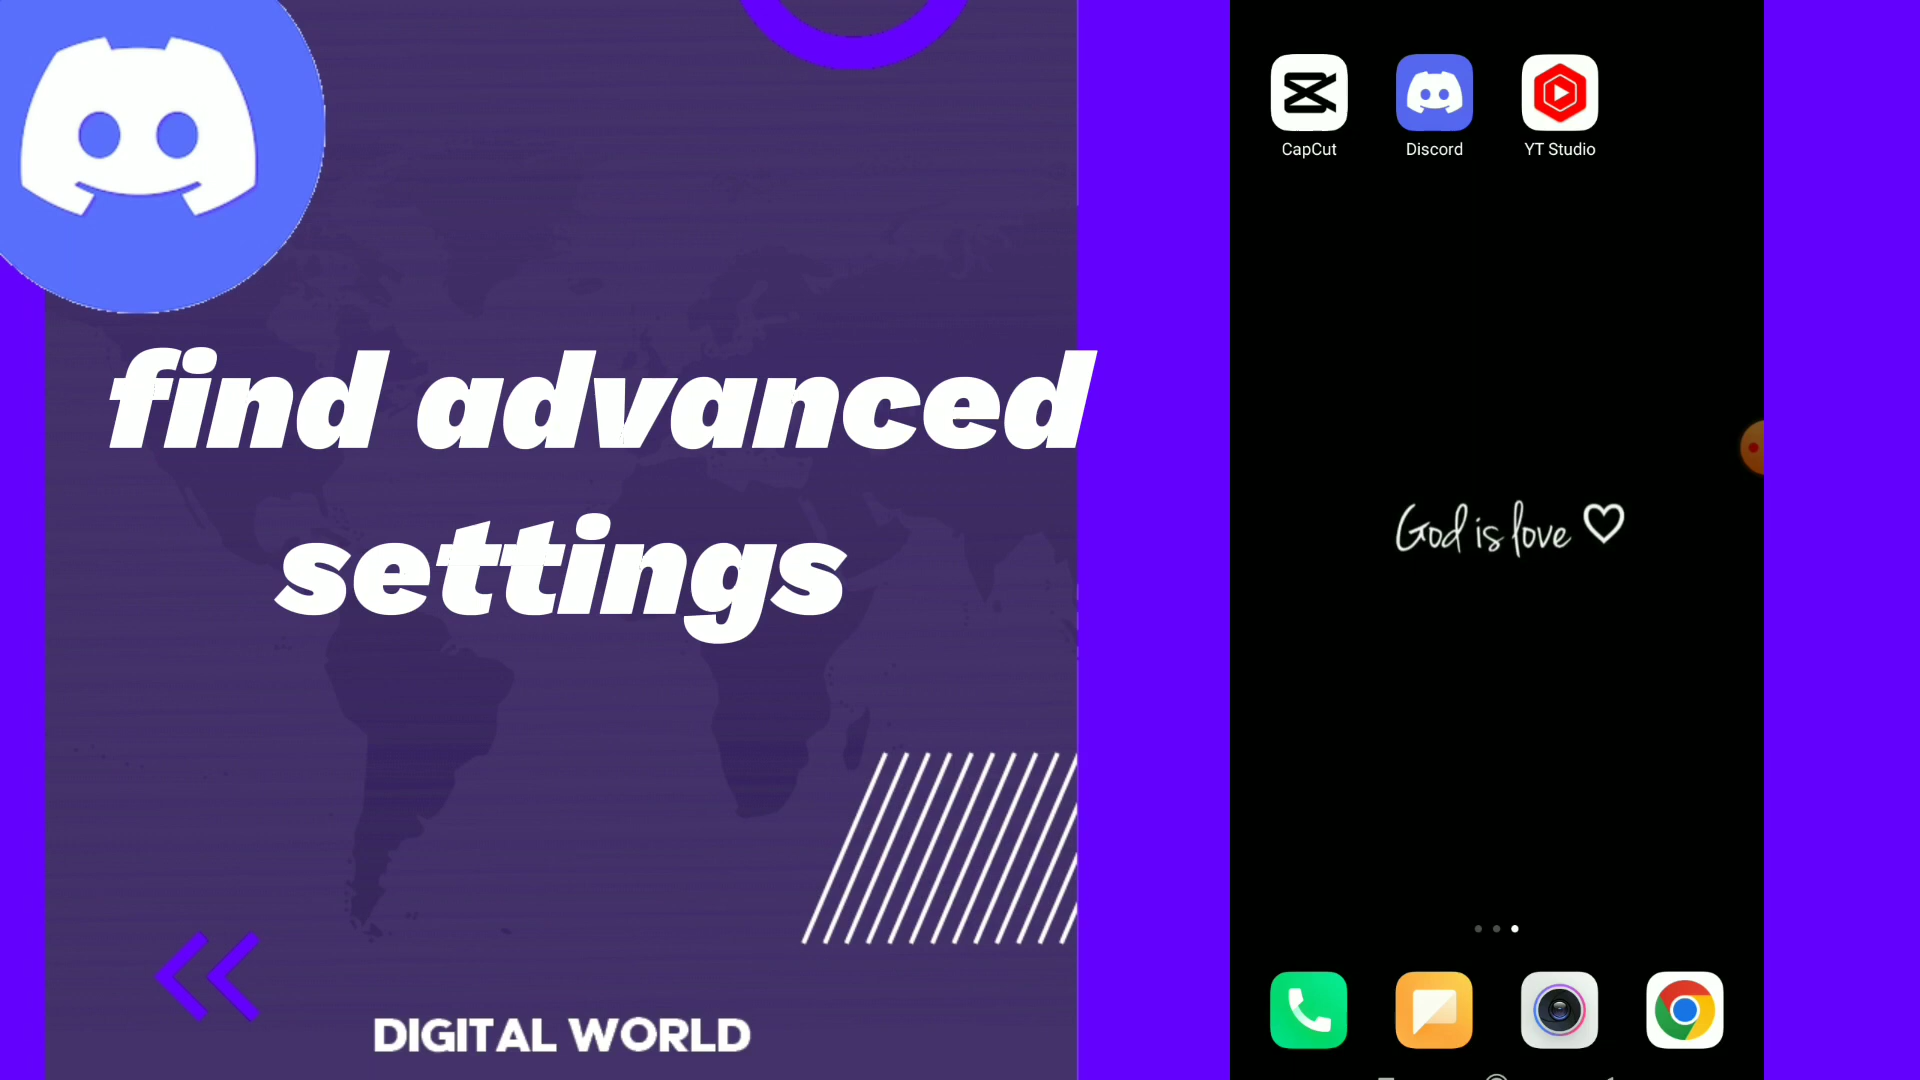 find advanced
settings
DIGITAL WORLD
CapCut
Discord
YT Studio
God is love